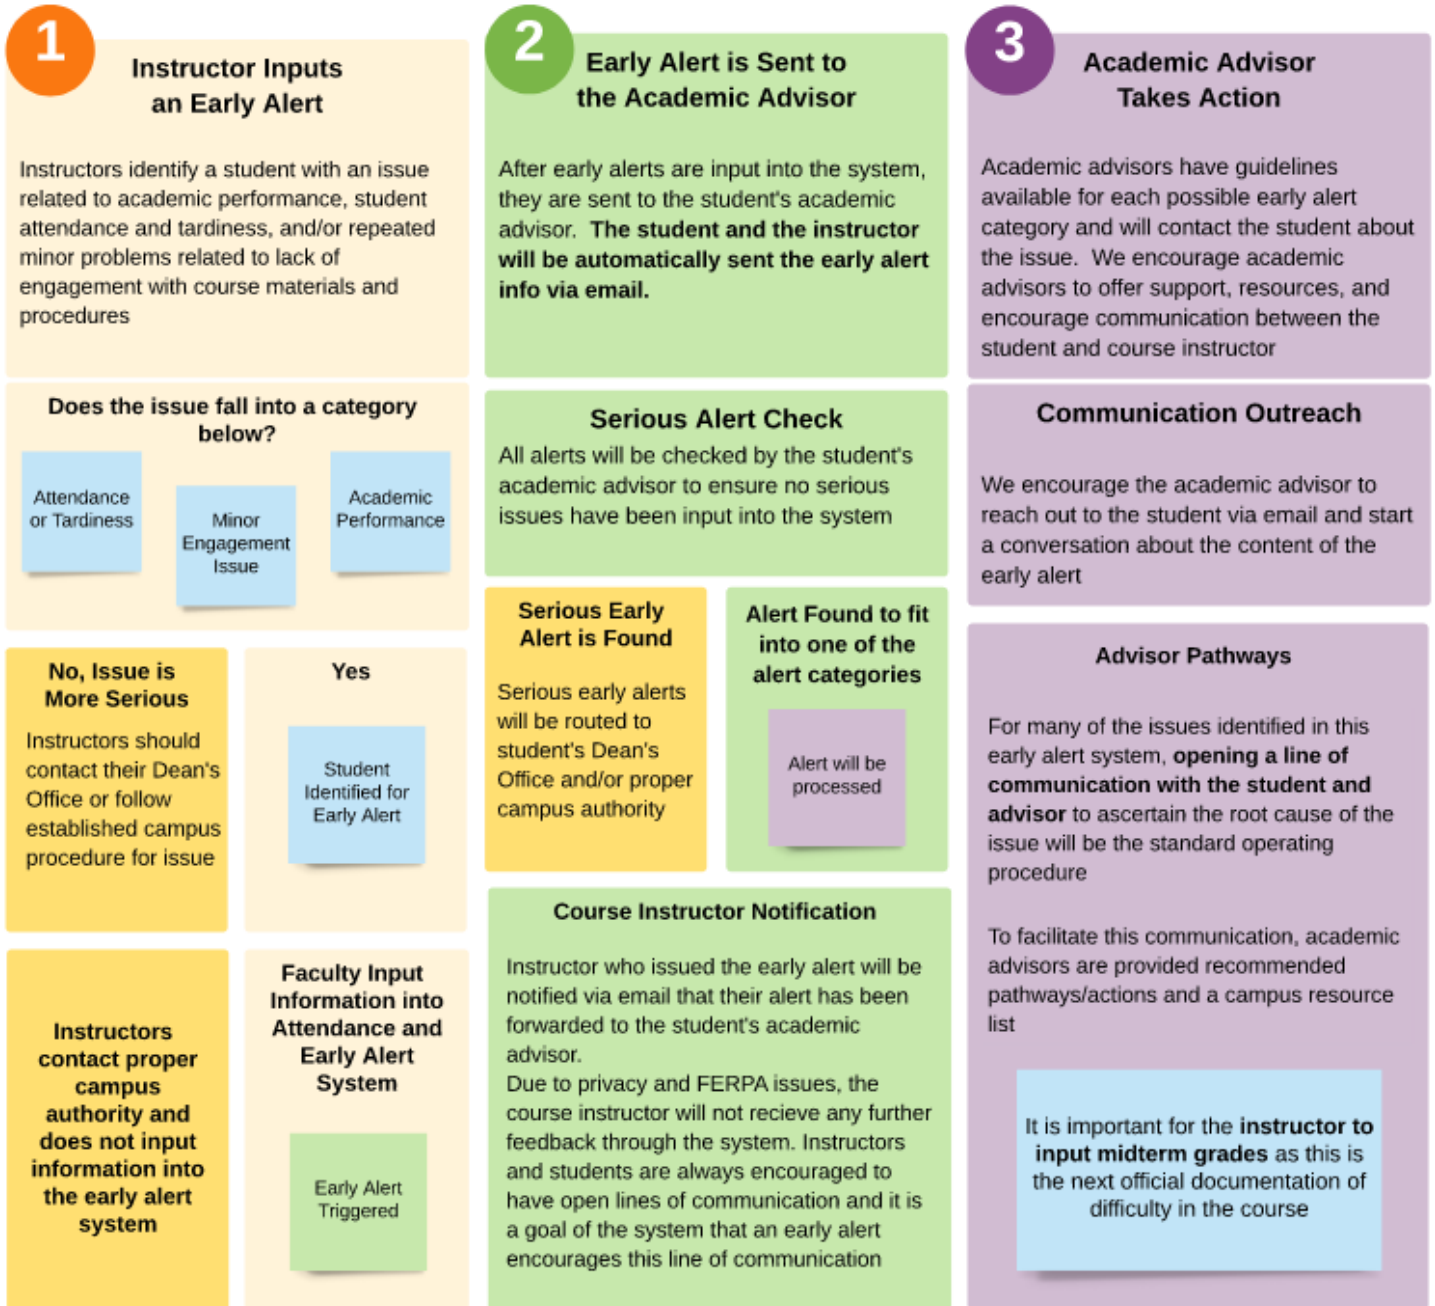 1
Instructor Inputs
an Early Alert
Instructors identify a student with an issue
related to academic performance, student
attendance and tardiness, and/or repeated
minor problems related to lack of
engagement with course materials and
procedures
Does the issue fall into a category
below?
Attendance
or Tardiness
Minor
Engagement
Issue
Academic
Performance
No, Issue is
More Serious
Instructors should
contact their Dean's
Office or follow
established campus
procedure for issue
Yes
Student
Identified for
Early Alert
Instructors
contact proper
campus
authority and
does not input
information into
the early alert
system
Faculty Input
Information into
Attendance and
Early Alert
System
Early Alert
Triggered
2
Early Alert is Sent to
the Academic Advisor
After early alerts are input into the system,
they are sent to the student's academic
advisor.  The student and the instructor
will be automatically sent the early alert
info via email.
Serious Alert Check
All alerts will be checked by the student's
academic advisor to ensure no serious
issues have been input into the system
Serious Early
Alert is Found
Serious early alerts
will be routed to
student's Dean's
Office and/or proper
campus authority
Alert Found to fit
into one of the
alert categories
Alert will be
processed
Course Instructor Notification
Instructor who issued the early alert will be
notified via email that their alert has been
forwarded to the student's academic
advisor.
Due to privacy and FERPA issues, the
course instructor will not recieve any further
feedback through the system. Instructors
and students are always encouraged to
have open lines of communication and it is
a goal of the system that an early alert
encourages this line of communication
3
Academic Advisor
Takes Action
Academic advisors have guidelines
available for each possible early alert
category and will contact the student about
the issue.  We encourage academic
advisors to offer support, resources, and
encourage communication between the
student and course instructor
Communication Outreach
We encourage the academic advisor to
reach out to the student via email and start
a conversation about the content of the
early alert
Advisor Pathways
For many of the issues identified in this
early alert system, opening a line of
communication with the student and
advisor to ascertain the root cause of the
issue will be the standard operating
procedure
To facilitate this communication, academic
advisors are provided recommended
pathways/actions and a campus resource
list
It is important for the instructor to
input midterm grades as this is
the next official documentation of
difficulty in the course